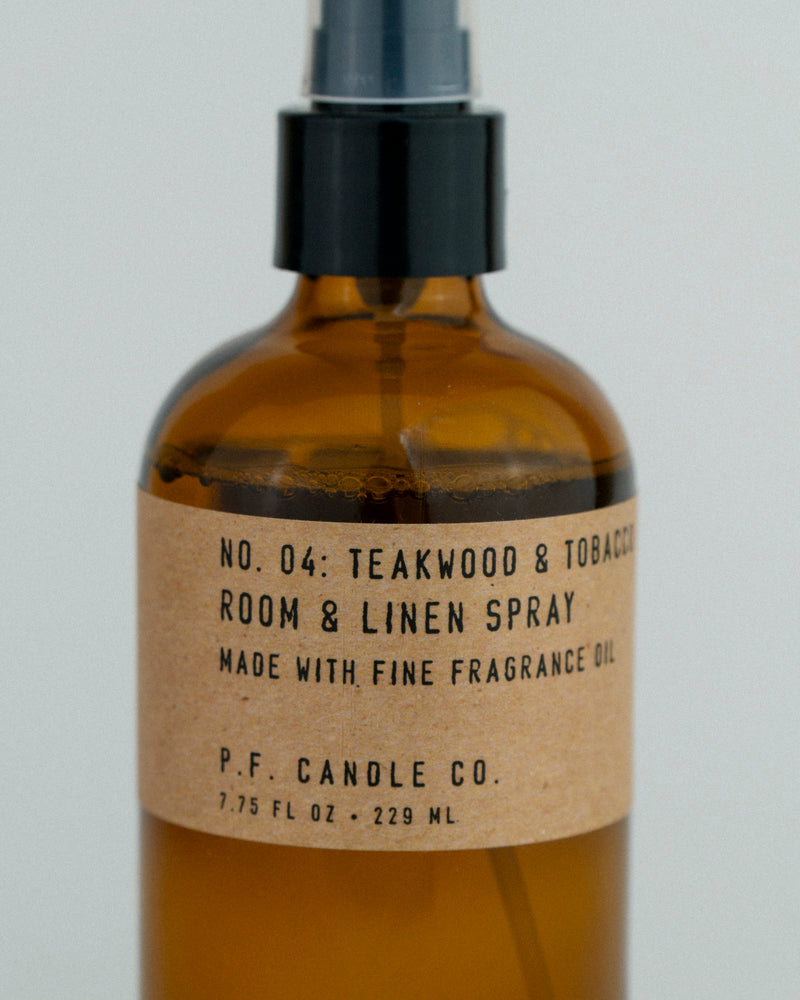 NO. 04: TEAKWOOD & TOBACCO
ROOM & LINEN SPRAY
MADE WITH FINE FRAGRANCE OIL
P.F. CANDLE CO.
7.75 FL OZ • 229 ML